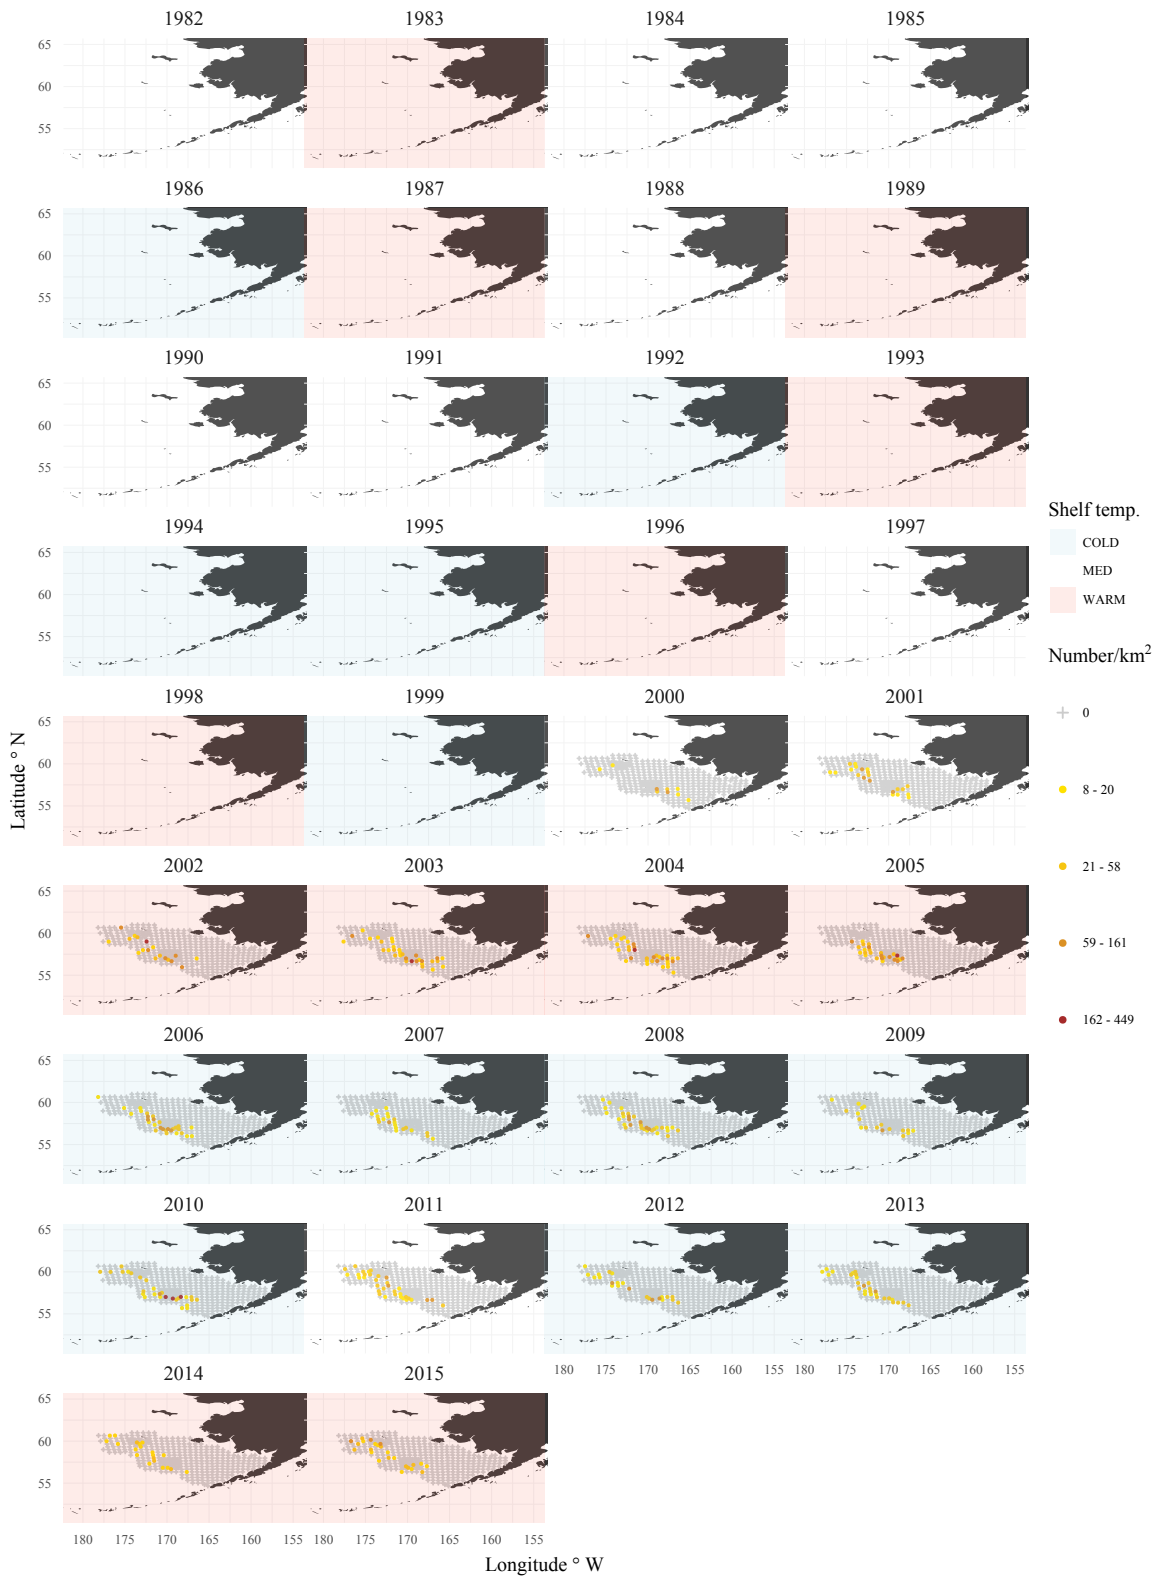 1982 1983 1984 1985
65
60
55
1986 1987 1988 1989
65
60
55
1990 1991 1992 1993
65
60
55
1994 1995 1996 1997
65
60
55
1998 1999 2000 2001
65
60
55
2002 2003 2004 2005
65
60
55
2006 2007 2008 2009
65
60
55
2010 2011 2012 2013
65
60
55
180 175 170 165 160 155 180 175 170 165 160 155
2014 2015
65
60
55
180 175 170 165 160 155 180 175 170 165 160 155
Longitude ° W
Latitude ° N
Shelf temp.
COLD
MED
WARM
Number/km²
0
8 - 20
21 - 58
59 - 161
162 - 449